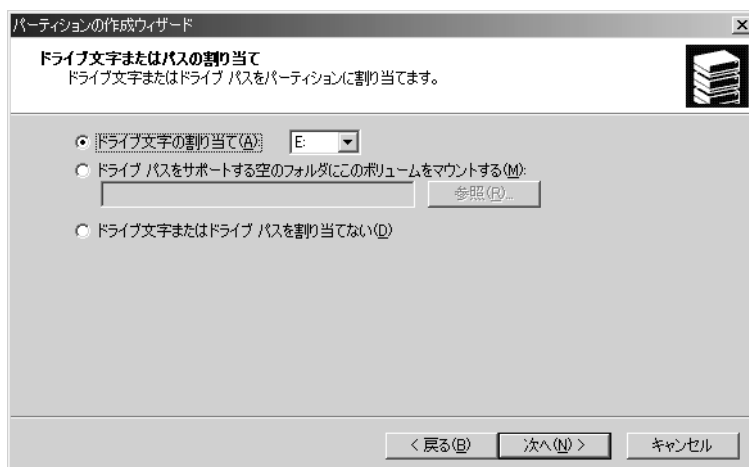 パーティションの作成ウィザード
ドライブ文字またはパスの割り当て
ドライブ文字またはドライブ パスをパーティションに割り当てます。
ドライブ文字の割り当て(A): E:
ドライブ パスをサポートする空のフォルダにこのボリュームをマウントする(M):
参照(R)...
ドライブ文字またはドライブ パスを割り当てない(D)
< 戻る(B) 次へ(N) > キャンセル